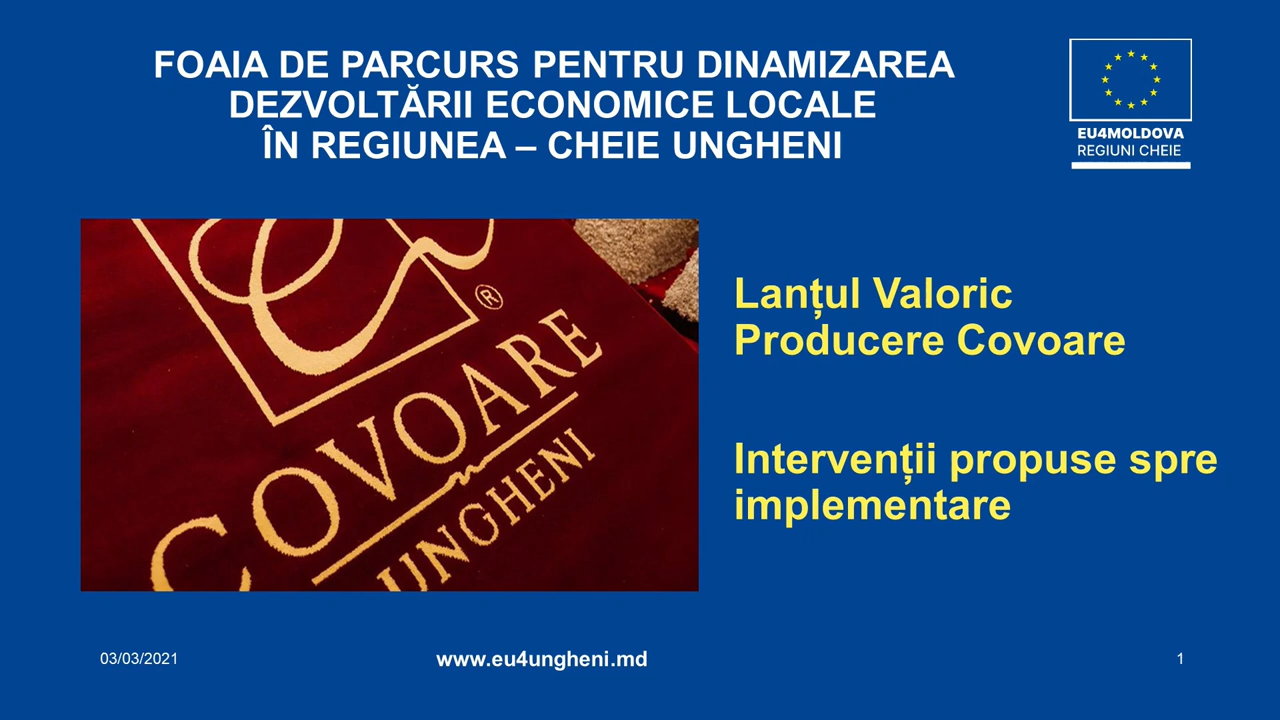 FOAIA DE PARCURS PENTRU DINAMIZAREA
DEZVOLTĂRII ECONOMICE LOCALE
ÎN REGIUNEA – CHEIE UNGHENI
EU4MOLDOVA
REGIUNI CHEIE
®
COVOARE
UNGHENI
Lanțul Valoric
Producere Covoare
Intervenții propuse spre
implementare
03/03/2021
www.eu4ungheni.md
1